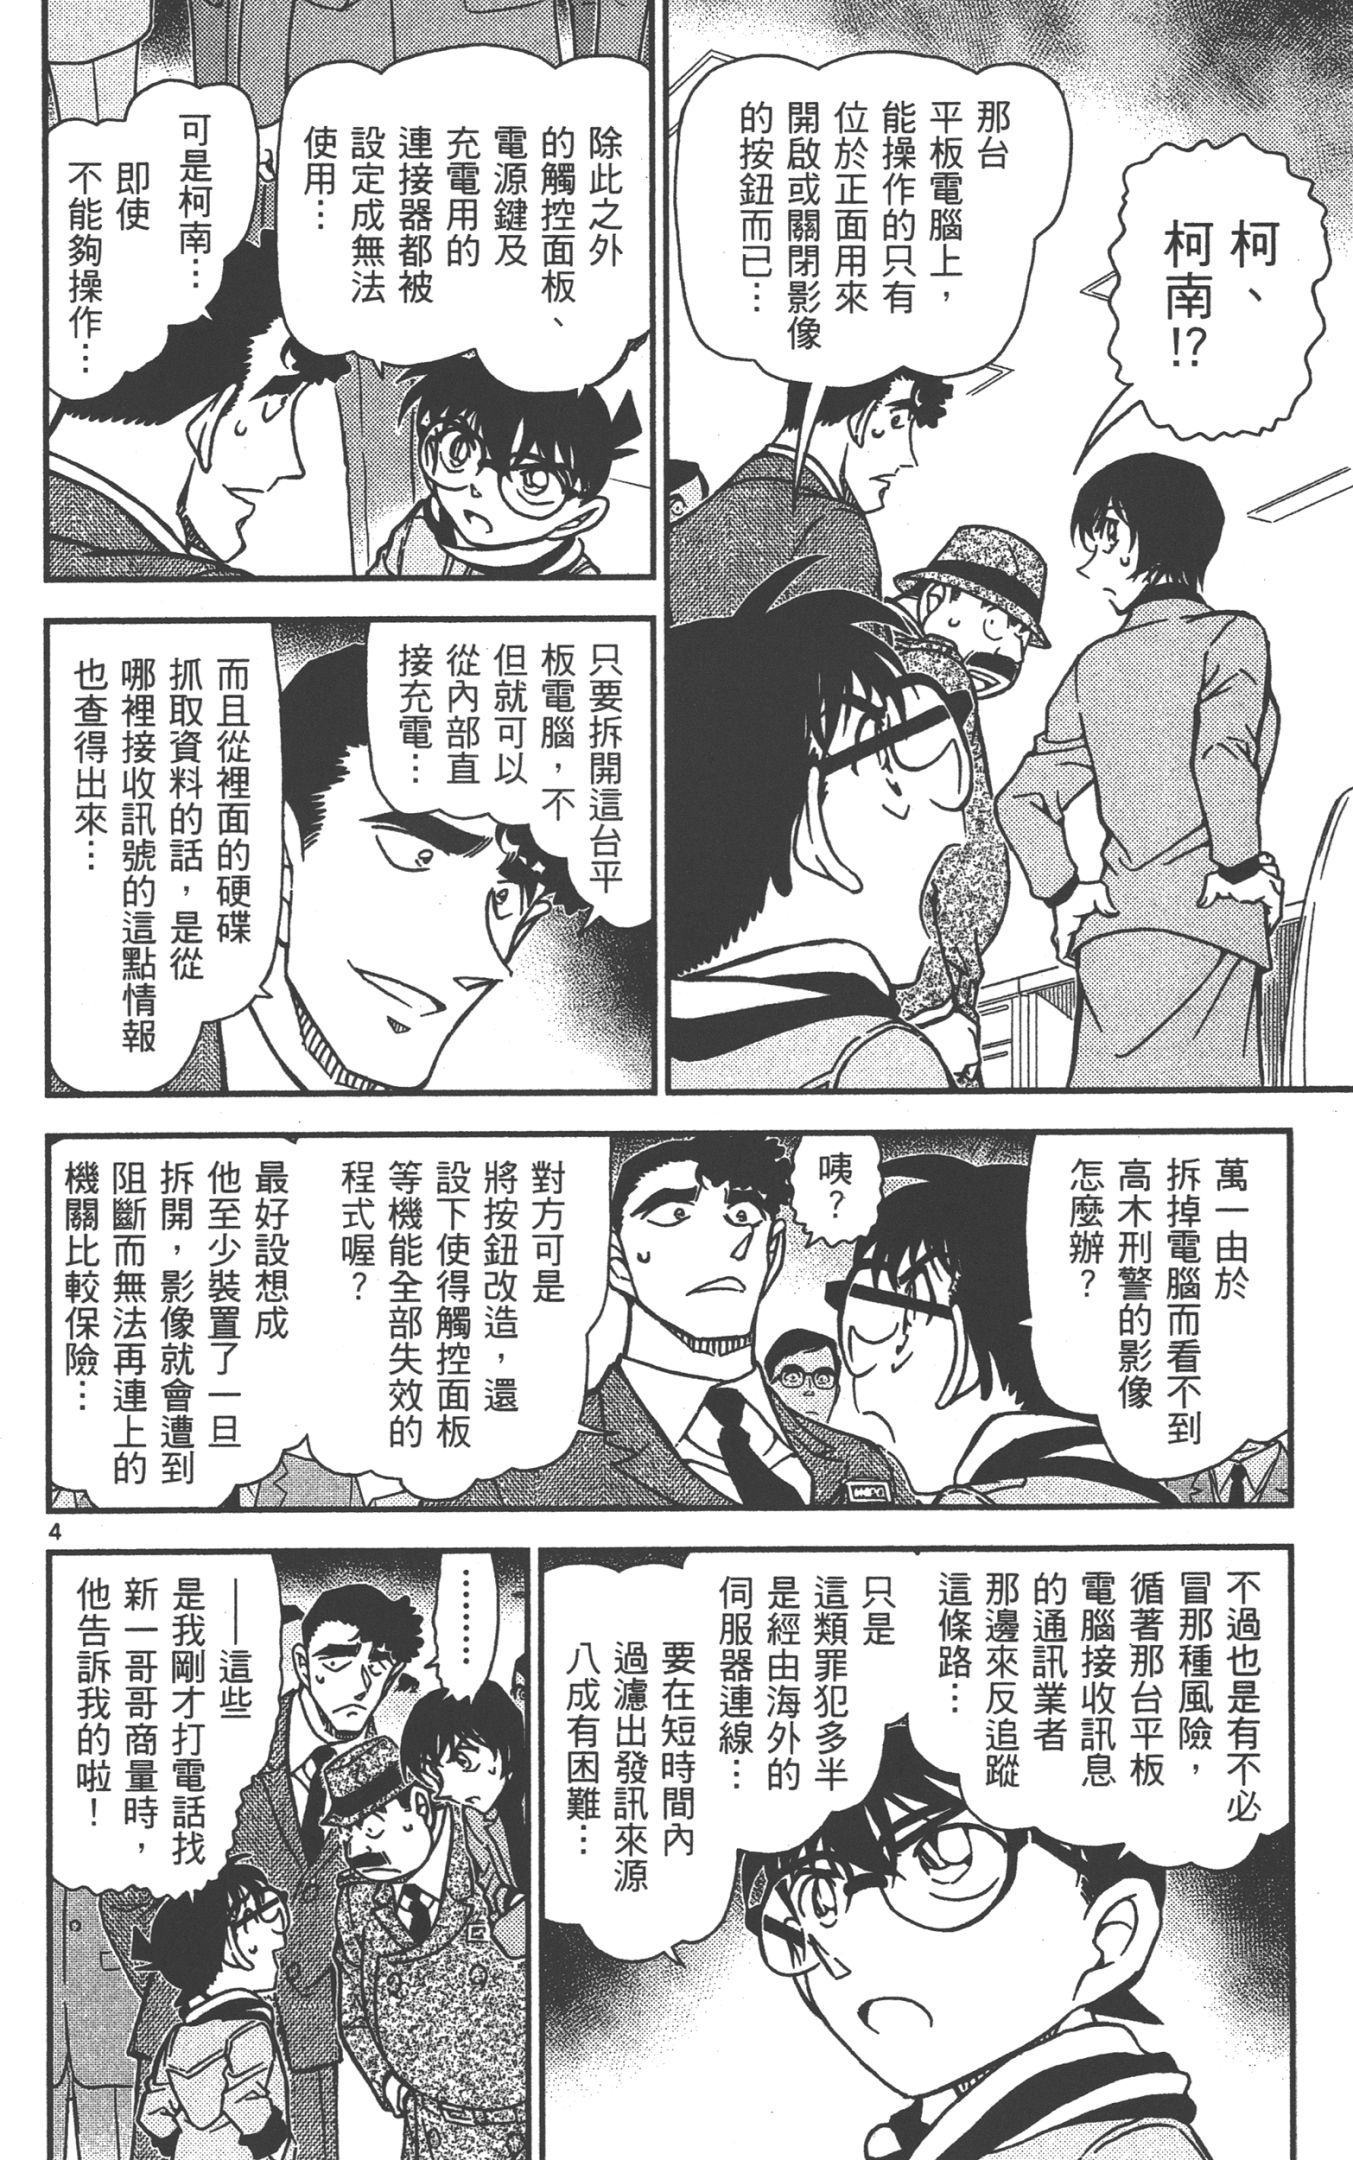 柯、
柯南!?
那台
平板電腦上，
能操作的只有
位於正面用來
開啟或關閉影像
的按鈕而已…
除此之外
的觸控面板、
電源鍵及
充電用的
連接器都被
設定成無法
使用…
可是柯南…
即使
不能夠操作…
只要拆開這台平
板電腦，不
但就可以
從內部直
接充電…
而且從裡面的硬碟
抓取資料的話，是從
哪裡接收訊號的這點情報
也查得出來…
萬一由於
拆掉電腦而看不到
高木刑警的影像
怎麼辦？
咦？
對方可是
將按鈕改造，還
設下使得觸控面板
等機能全部失效的
程式喔？
最好設想成
他至少裝置了一旦
拆開，影像就會遭到
阻斷而無法再連上的
機關比較保險…
4
不過也是有不必
冒那種風險，
循著那台平板
電腦接收訊息
的通訊業者
那邊來反追蹤
這條路…
只是
這類罪犯多半
是經由海外的
伺服器連線…
要在短時間內
過濾出發訊來源
八成有困難…
………
——這些
是我剛才打電話找
新一哥哥商量時，
他告訴我的啦！